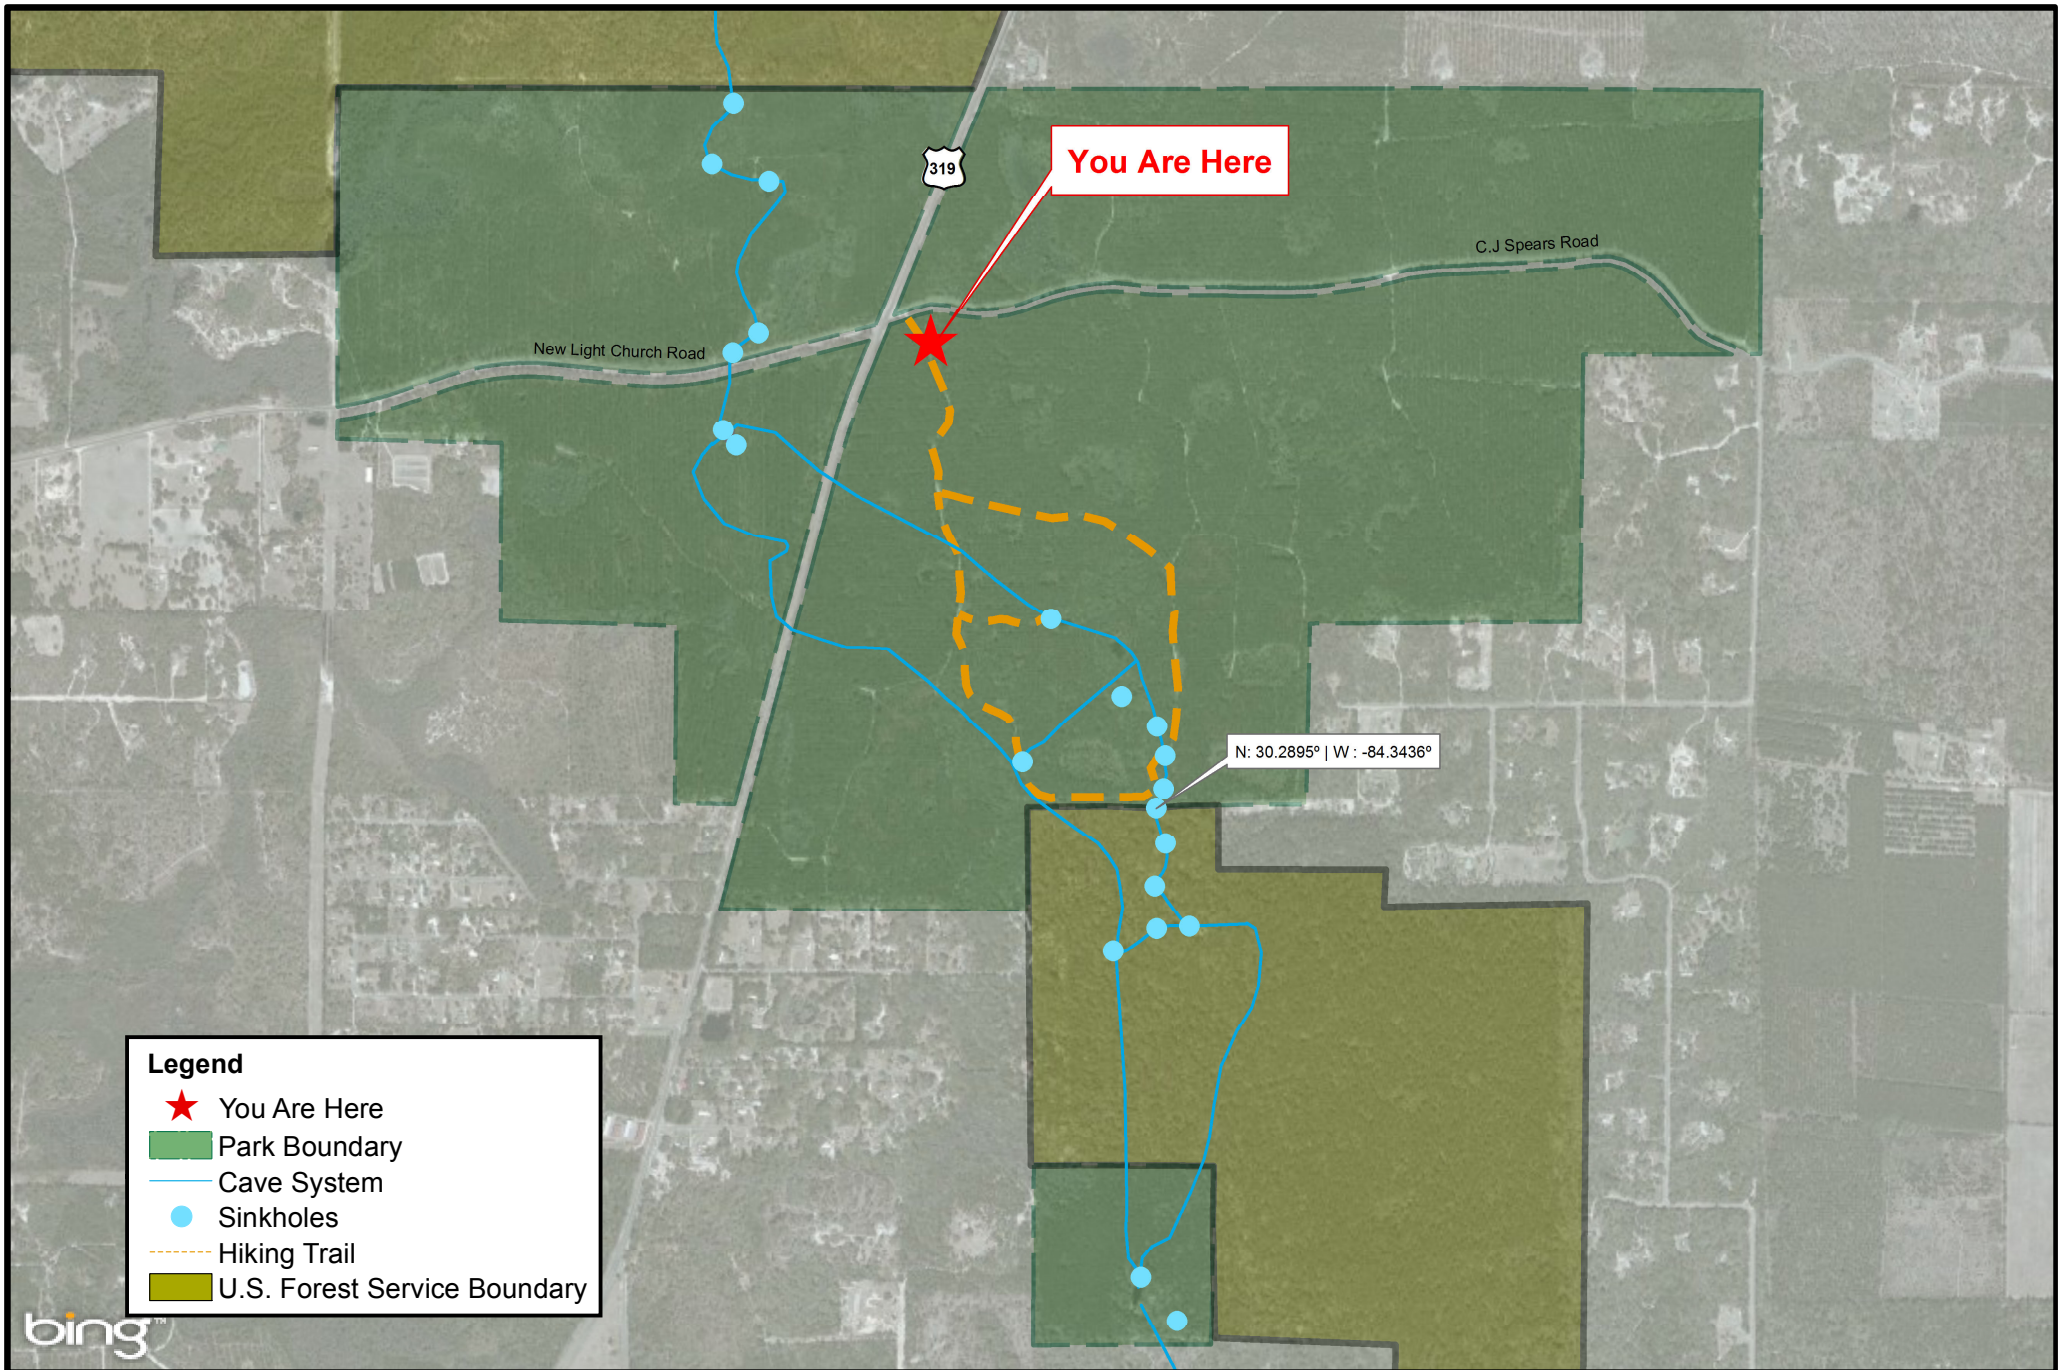 319
You Are Here
C.J Spears Road
New Light Church Road
N: 30.2895º | W : -84.3436º
Legend
You Are Here
Park Boundary
Cave System
Sinkholes
Hiking Trail
U.S. Forest Service Boundary
bing™